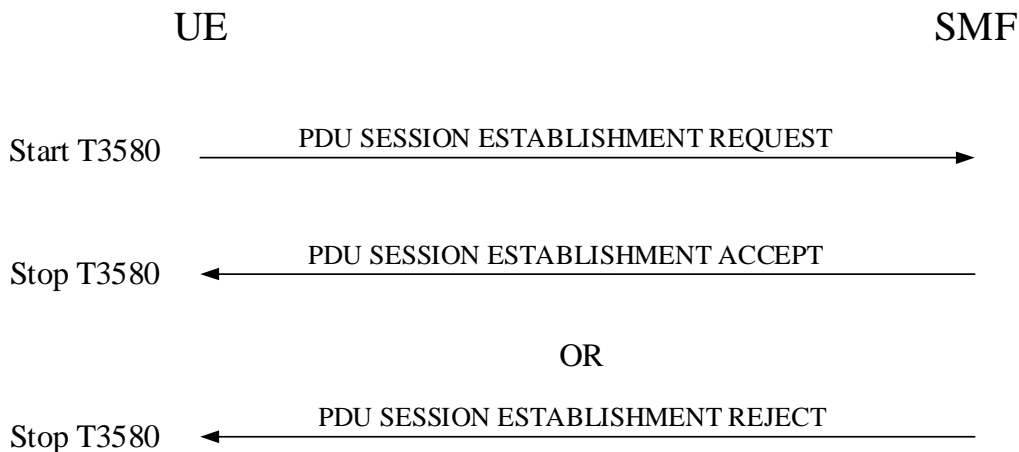 UE SMF
Start T3580 PDU SESSION ESTABLISHMENT REQUEST
Stop T3580 PDU SESSION ESTABLISHMENT ACCEPT
OR
Stop T3580 PDU SESSION ESTABLISHMENT REJECT